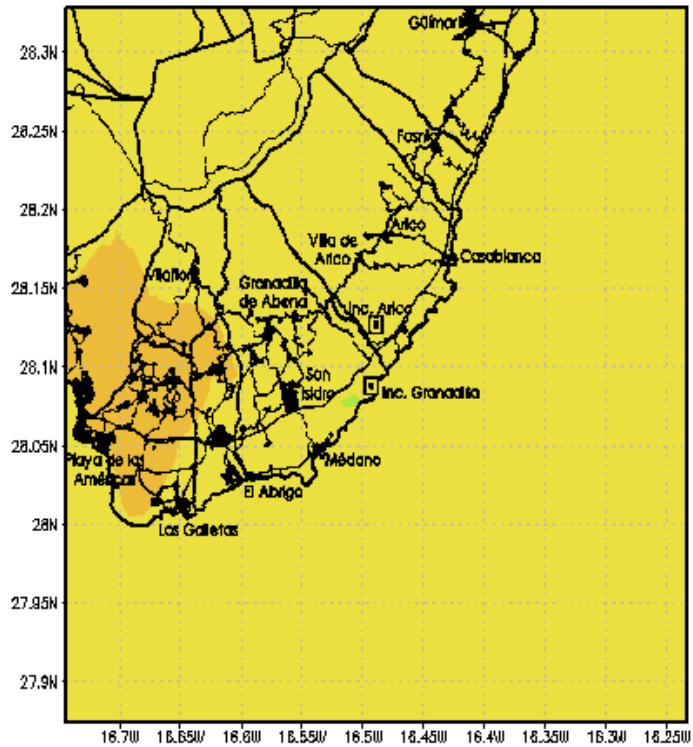 Güímar
28.3N
28.25N
Fasnia
28.2N
Arico
Villa de
Arico
Casablanca
Vilaflor
Granadilla
de Abona
28.15N
Inc. Arico
28.1N
San
Isidro
Inc. Granadilla
28.05N
Playa de las
Américas
Médano
El Abrigo
28N
Las Galletas
27.95N
27.9N
16.7W 16.65W 16.6W 16.55W 16.5W 16.45W 16.4W 16.35W 16.3W 16.25W